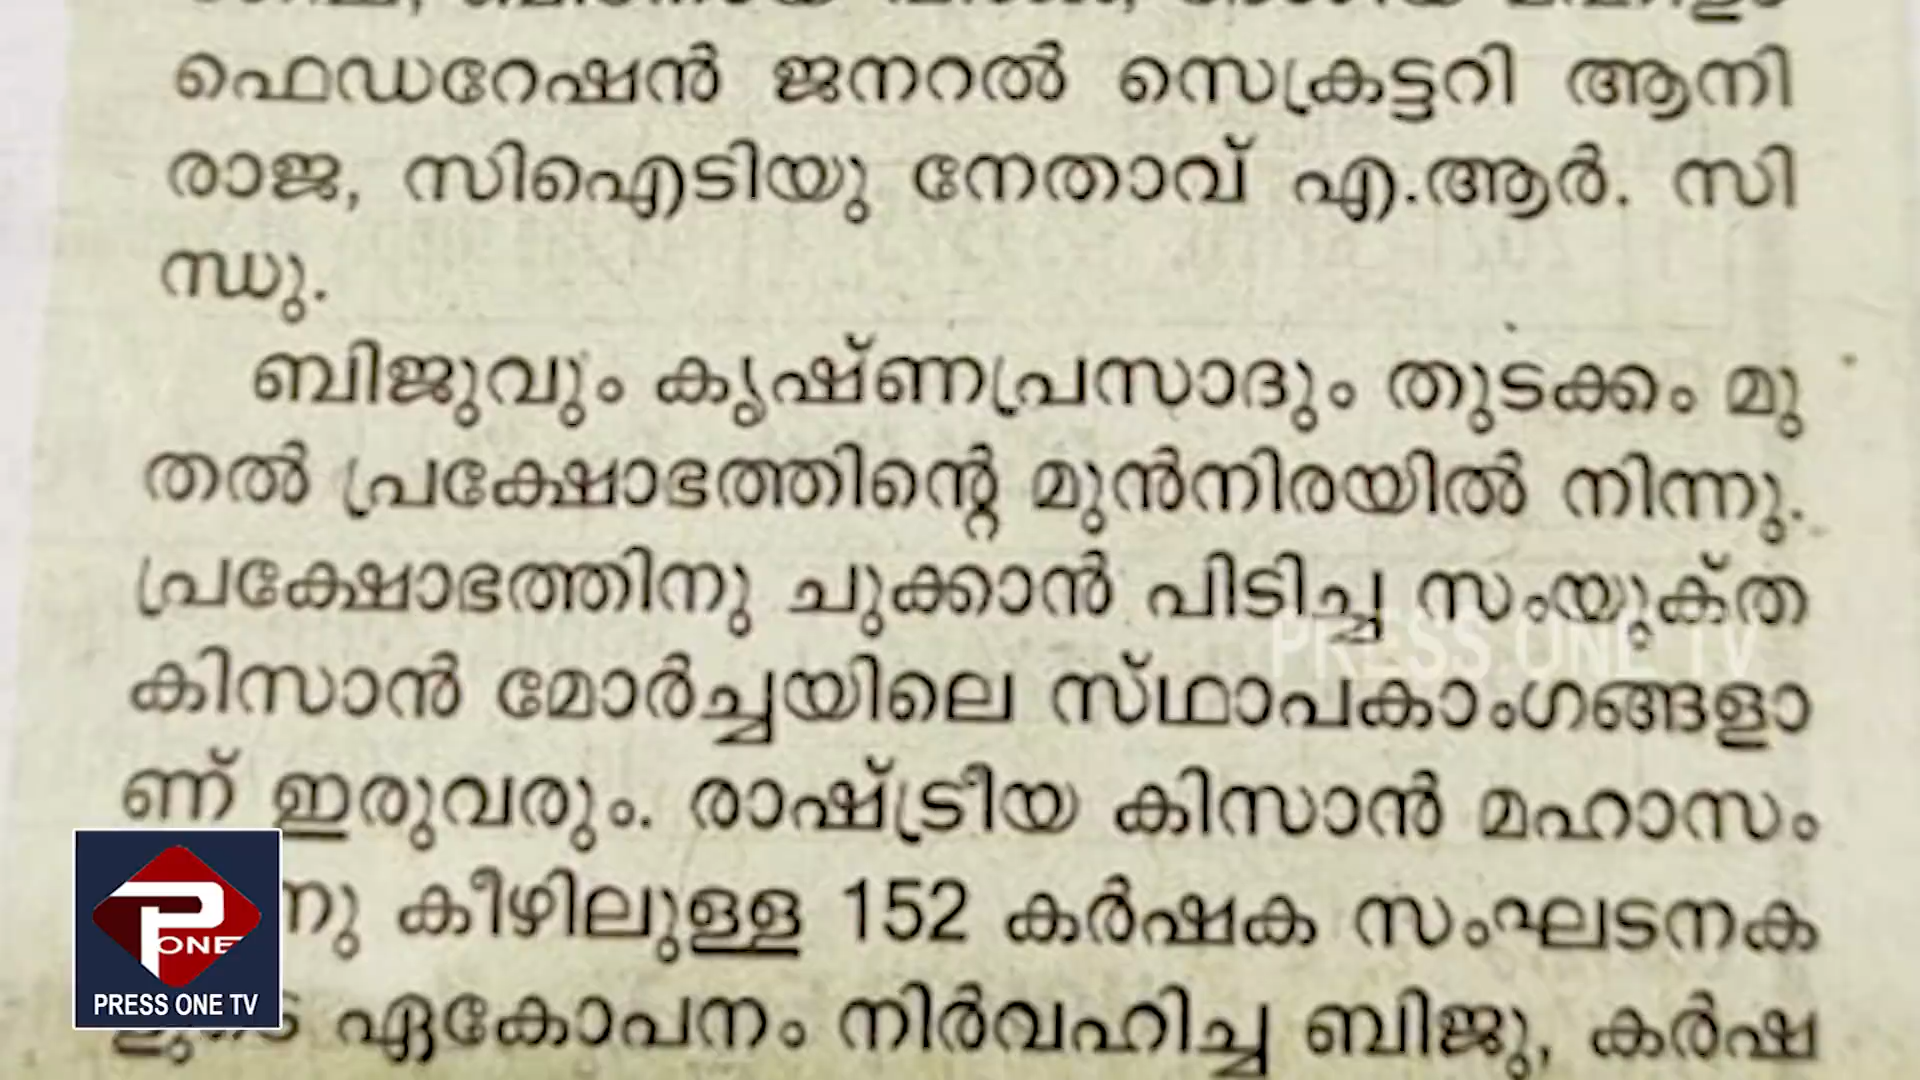 ഫെഡറേഷൻ ജനറൽ സെക്രട്ടറി ആനി
രാജ, സിഐടിയു നേതാവ് എ.ആർ. സി
ന്ധു.
ബിജുവും കൃഷ്ണപ്രസാദും തുടക്കം മു
തൽ പ്രക്ഷോഭത്തിന്റെ മുൻനിരയിൽ നിന്നു.
പ്രക്ഷോഭത്തിനു ചുക്കാൻ പിടിച്ച സംയുക്ത
PRESS ONE TV
കിസാൻ മോർച്ചയിലെ സ്ഥാപകാംഗങ്ങളാ
ണ് ഇരുവരും. രാഷ്ട്രീയ കിസാൻ മഹാസം
കീഴിലുള്ള 152 കർഷക സംഘടനക
ഏകോപനം നിർവഹിച്ച ബിജു, കർഷ
P ONE
PRESS ONE TV